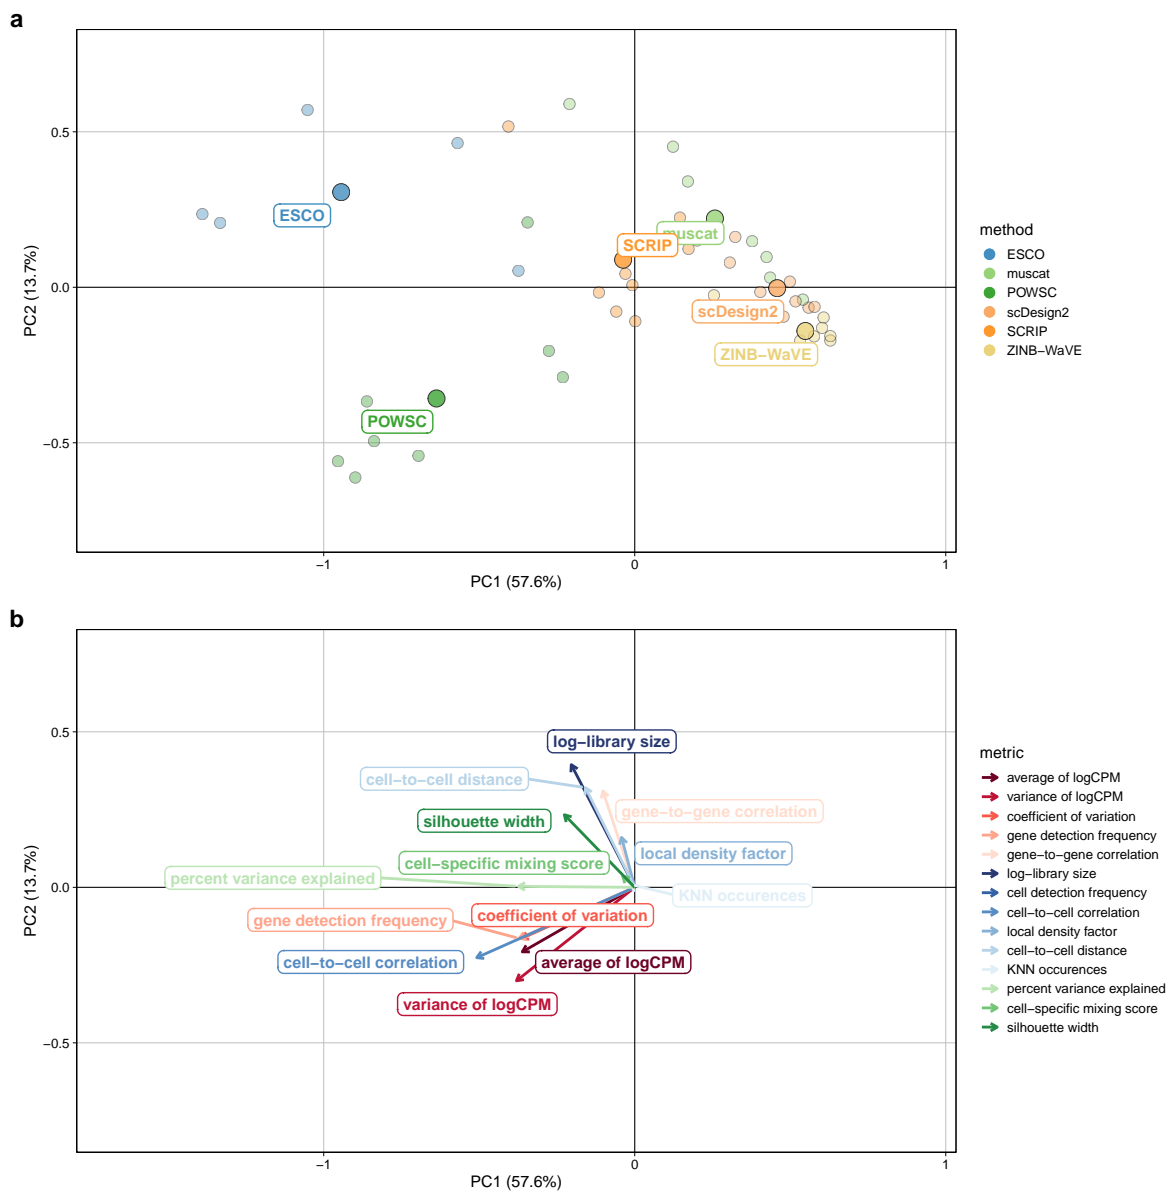 a
0.5
0.0
−0.5
−1
0
1
PC1 (57.6%)
PC2 (13.7%)
ESCO
muscat
SCRIP
scDesign2
ZINB−WaVE
POWSC
method
ESCO
muscat
POWSC
scDesign2
SCRIP
ZINB−WaVE
b
0.5
0.0
−0.5
−1
0
1
PC1 (57.6%)
PC2 (13.7%)
log−library size
cell−to−cell distance
gene−to−gene correlation
silhouette width
local density factor
cell−specific mixing score
percent variance explained
KNN occurences
coefficient of variation
gene detection frequency
cell−to−cell correlation
average of logCPM
variance of logCPM
metric
average of logCPM
variance of logCPM
coefficient of variation
gene detection frequency
gene−to−gene correlation
log−library size
cell detection frequency
cell−to−cell correlation
local density factor
cell−to−cell distance
KNN occurences
percent variance explained
cell−specific mixing score
silhouette width